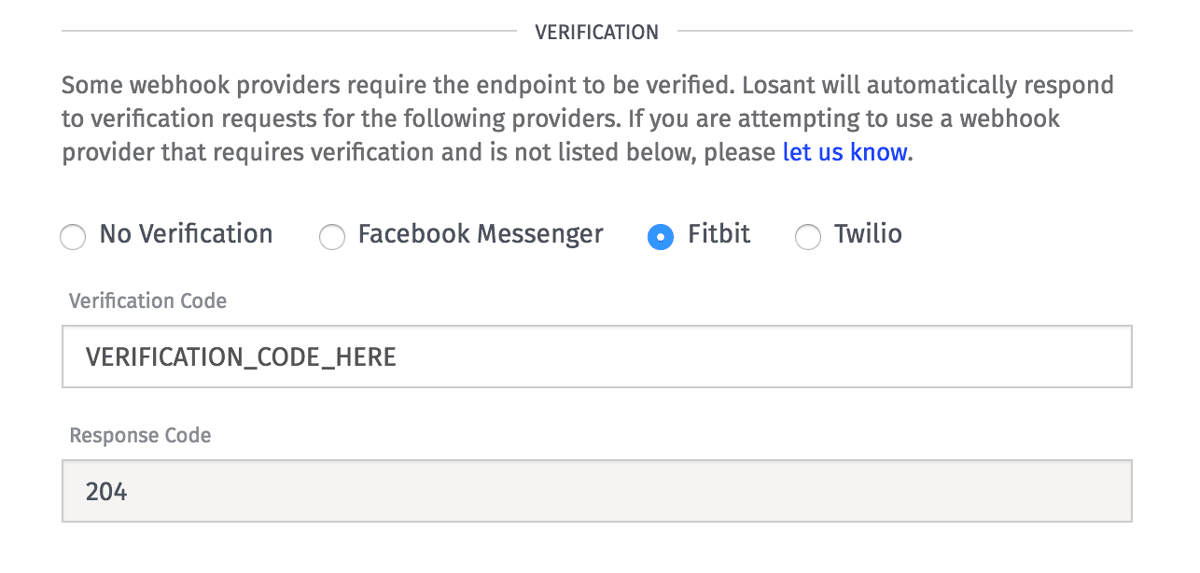 VERIFICATION
Some webhook providers require the endpoint to be verified. Losant will automatically respond
to verification requests for the following providers. If you are attempting to use a webhook
provider that requires verification and is not listed below, please let us know.
No Verification Facebook Messenger Fitbit Twilio
Verification Code
VERIFICATION_CODE_HERE
Response Code
204